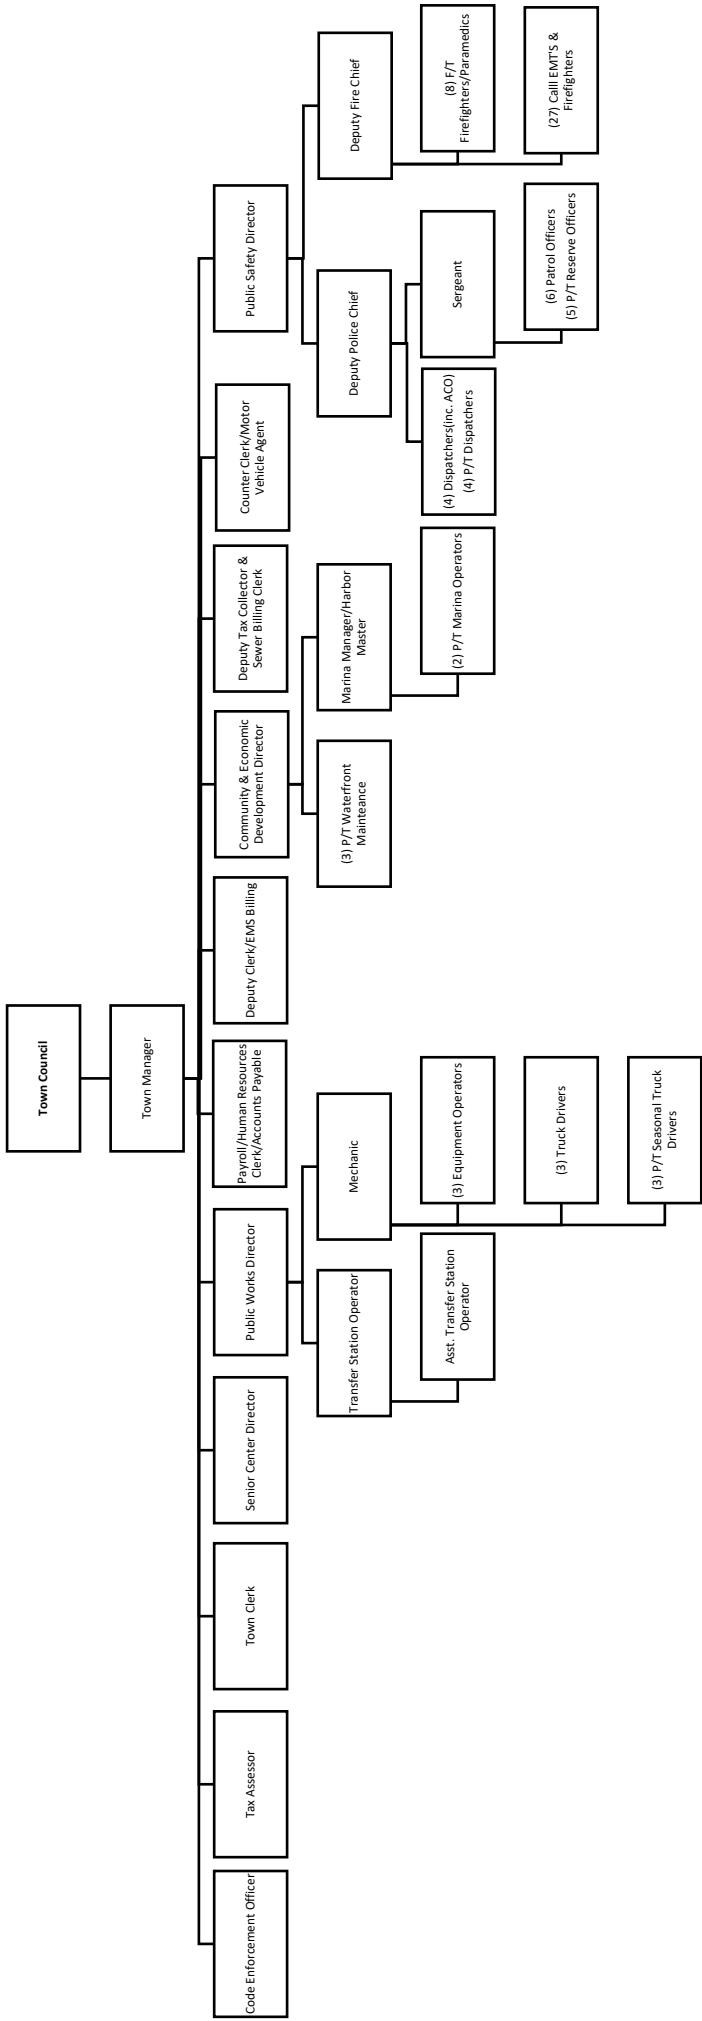 Town Council
Town Manager
Code Enforcement Officer
Tax Assessor
Town Clerk
Senior Center Director
Public Works Director
Payroll/Human Resources
Clerk/Accounts Payable
Deputy Clerk/EMS Billing
Community & Economic
Development Director
Deputy Tax Collector &
Sewer Billing Clerk
Counter Clerk/Motor
Vehicle Agent
Public Safety Director
Transfer Station Operator
Mechanic
(3) P/T Waterfront
Mainteance
Marina Manager/Harbor
Master
Deputy Police Chief
Deputy Fire Chief
Asst. Transfer Station
Operator
(3) Equipment Operators
(2) P/T Marina Operators
(4) Dispatchers(inc. ACO)
(4) P/T Dispatchers
Sergeant
(8) F/T
Firefighters/Paramedics
(3) Truck Drivers
(6) Patrol Officers
(5) P/T Reserve Officers
(27) Calll EMT'S &
Firefighters
(3) P/T Seasonal Truck
Drivers